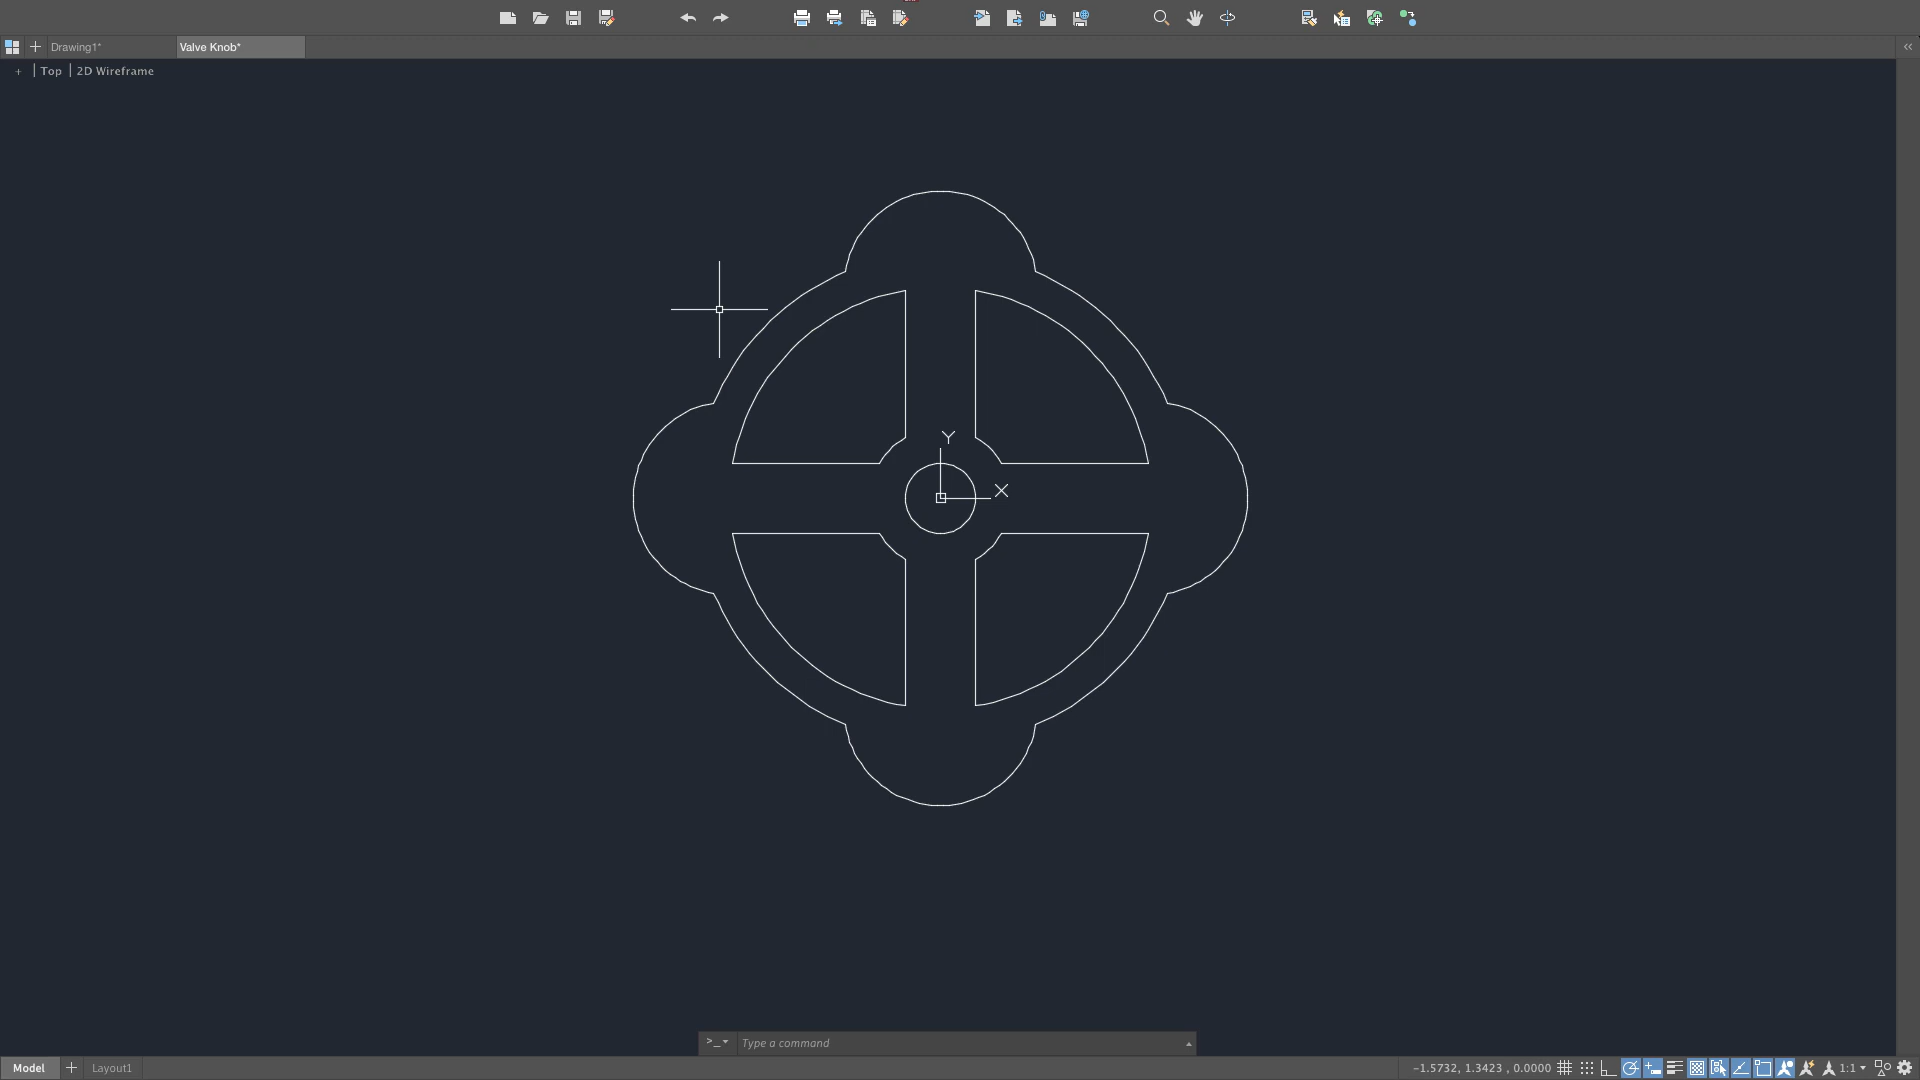 Drawing1*
Valve Knob*
+ | Top | 2D Wireframe
Y
X
>_
Type a command
Model
Layout1
-1.5732, 1.3423 , 0.0000
1:1